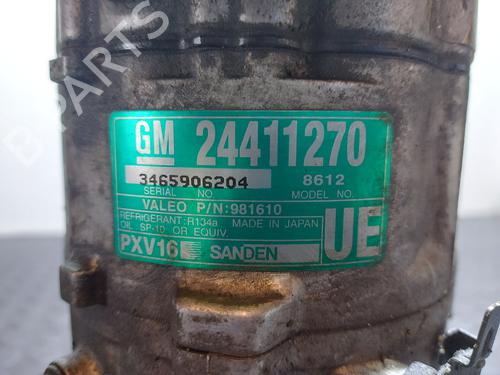 GM 24411270
3465906204 8612
SERIAL NO MODEL NO.
VALEO P/N:981610
REFRIGERANT:R134a MADE IN JAPAN
OIL SP-10 OR EQUIV.
PXV16 SANDEN UE